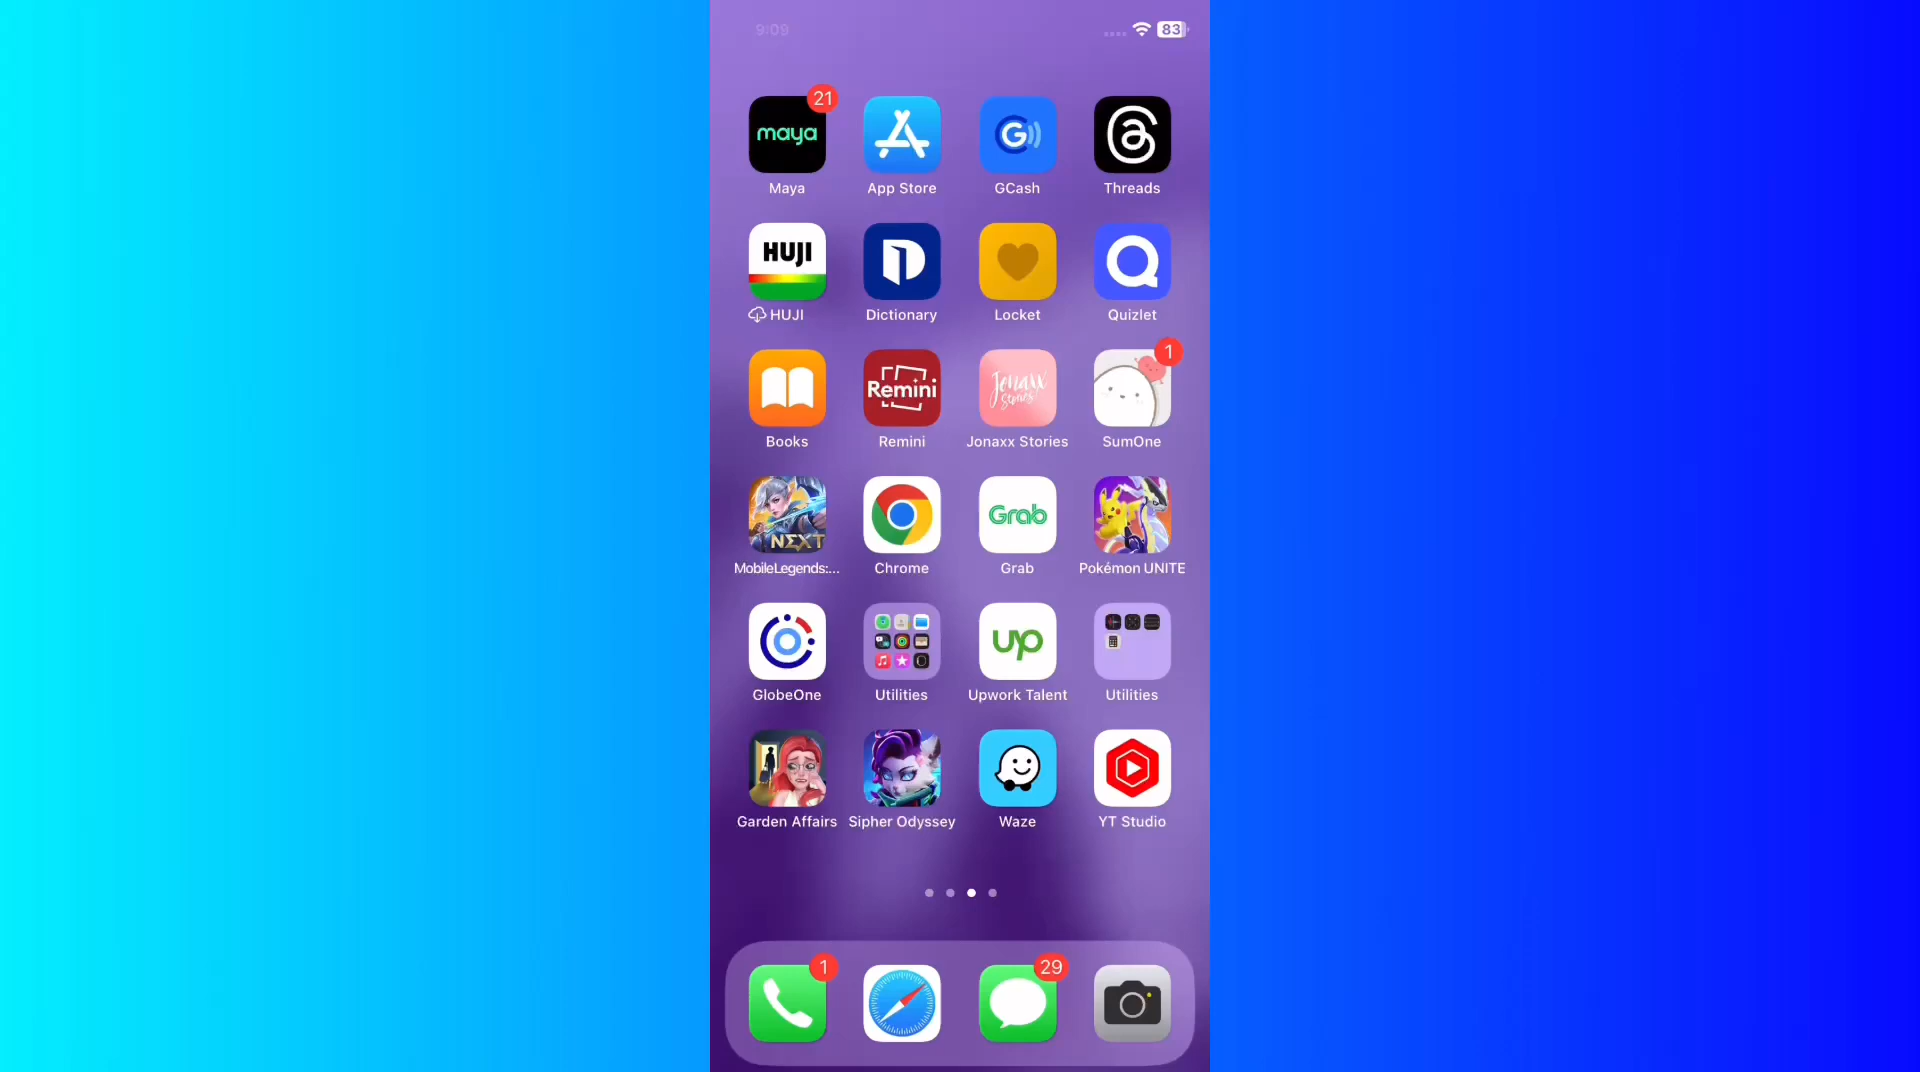 9:09
83
21
maya
Maya
App Store
G
GCash
Threads
HUJI
HUJI
Dictionary
Locket
Quizlet
1
Remini
Jonaxx
Stories
Books
Remini
Jonaxx Stories
SumOne
NEXT
Grab
MobileLegends:...
Chrome
Grab
Pokémon UNITE
up
GlobeOne
Utilities
Upwork Talent
Utilities
Garden Affairs
Sipher Odyssey
Waze
YT Studio
1
29